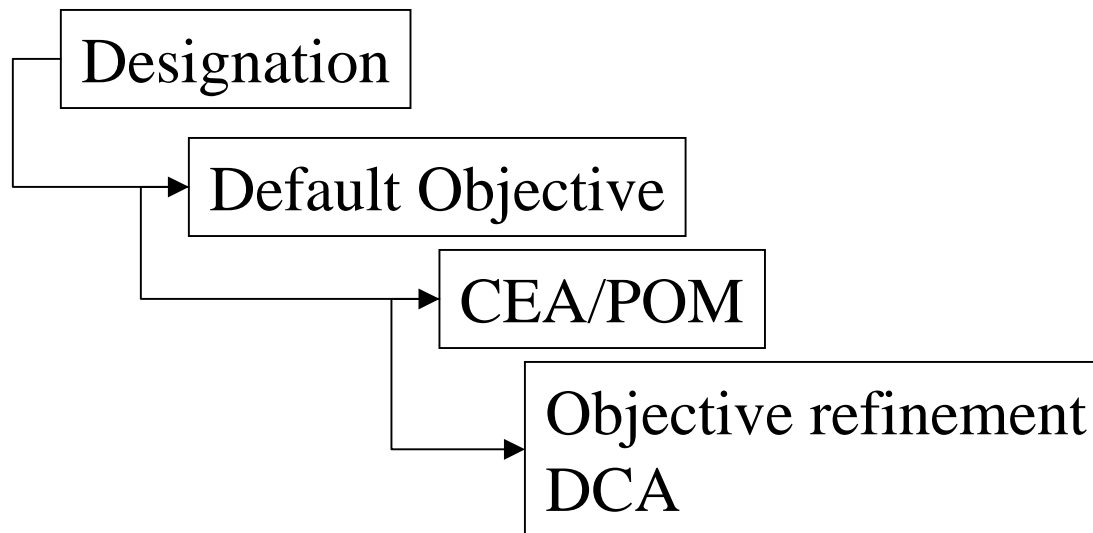 Designation
Default Objective
CEA/POM
Objective refinement
DCA